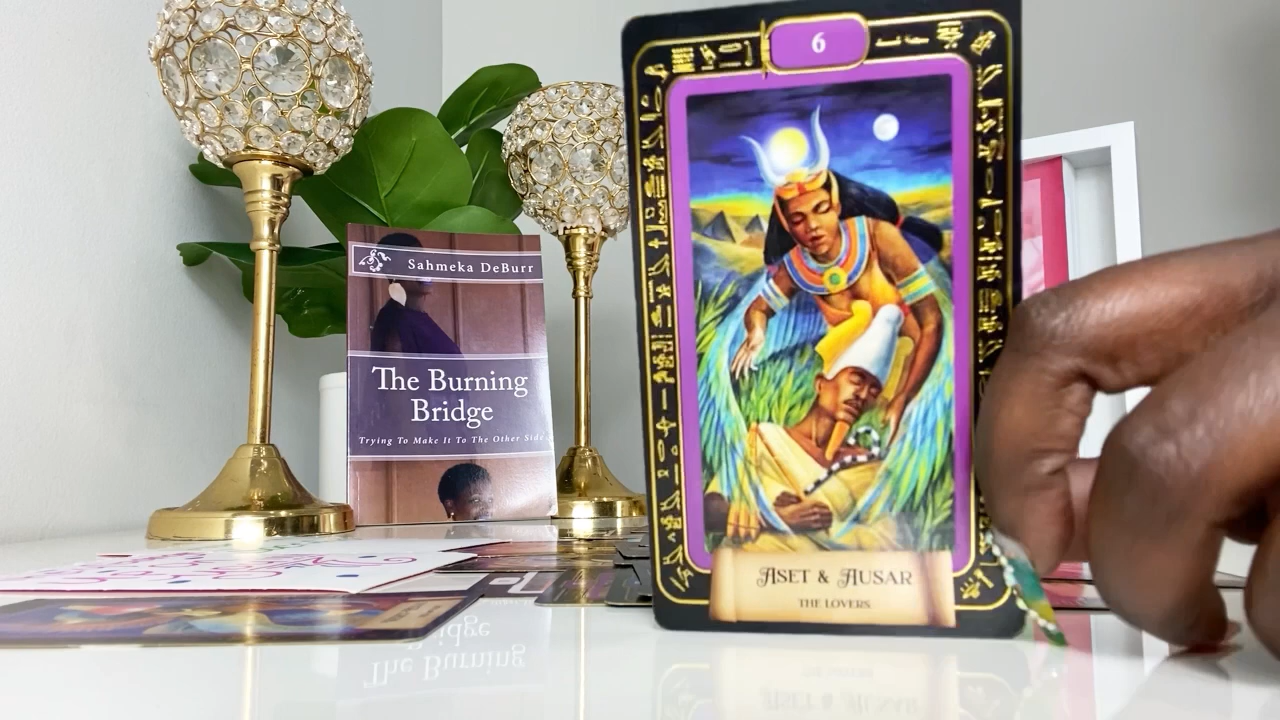 Sahmeka DeBurr
The Burning
Bridge
Trying To Make It To The Other Side
6
Aset & Ausar
THE LOVERS